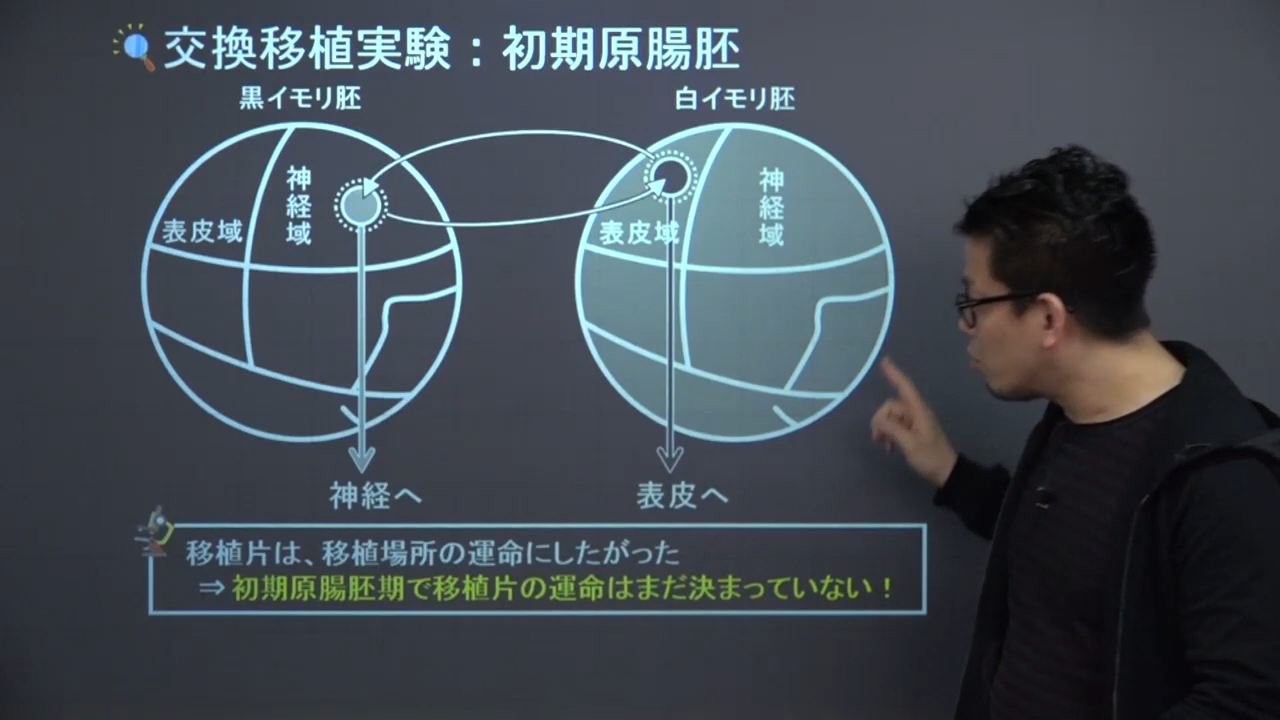 交換移植実験:初期原腸胚
黒イモリ胚
白イモリ胚
表皮域
神経域
表皮域
神経域
神経へ
表皮へ
移植片は、移植場所の運命にしたがった
⇒初期原腸胚期で移植片の運命はまだ決まっていない!